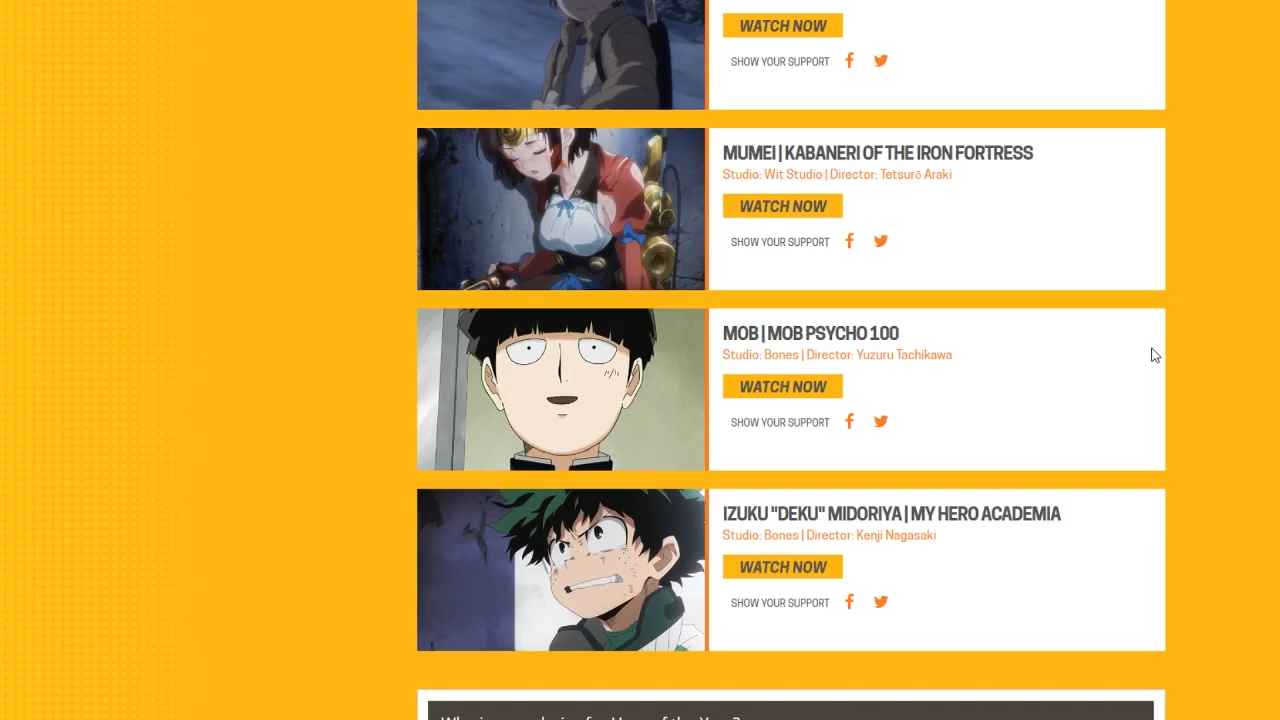 WATCH NOW
SHOW YOUR SUPPORT
MUMEI | KABANERI OF THE IRON FORTRESS
Studio: Wit Studio | Director: Tetsurō Araki
WATCH NOW
SHOW YOUR SUPPORT
MOB | MOB PSYCHO 100
Studio: Bones | Director: Yuzuru Tachikawa
WATCH NOW
SHOW YOUR SUPPORT
IZUKU "DEKU" MIDORIYA | MY HERO ACADEMIA
Studio: Bones | Director: Kenji Nagasaki
WATCH NOW
SHOW YOUR SUPPORT